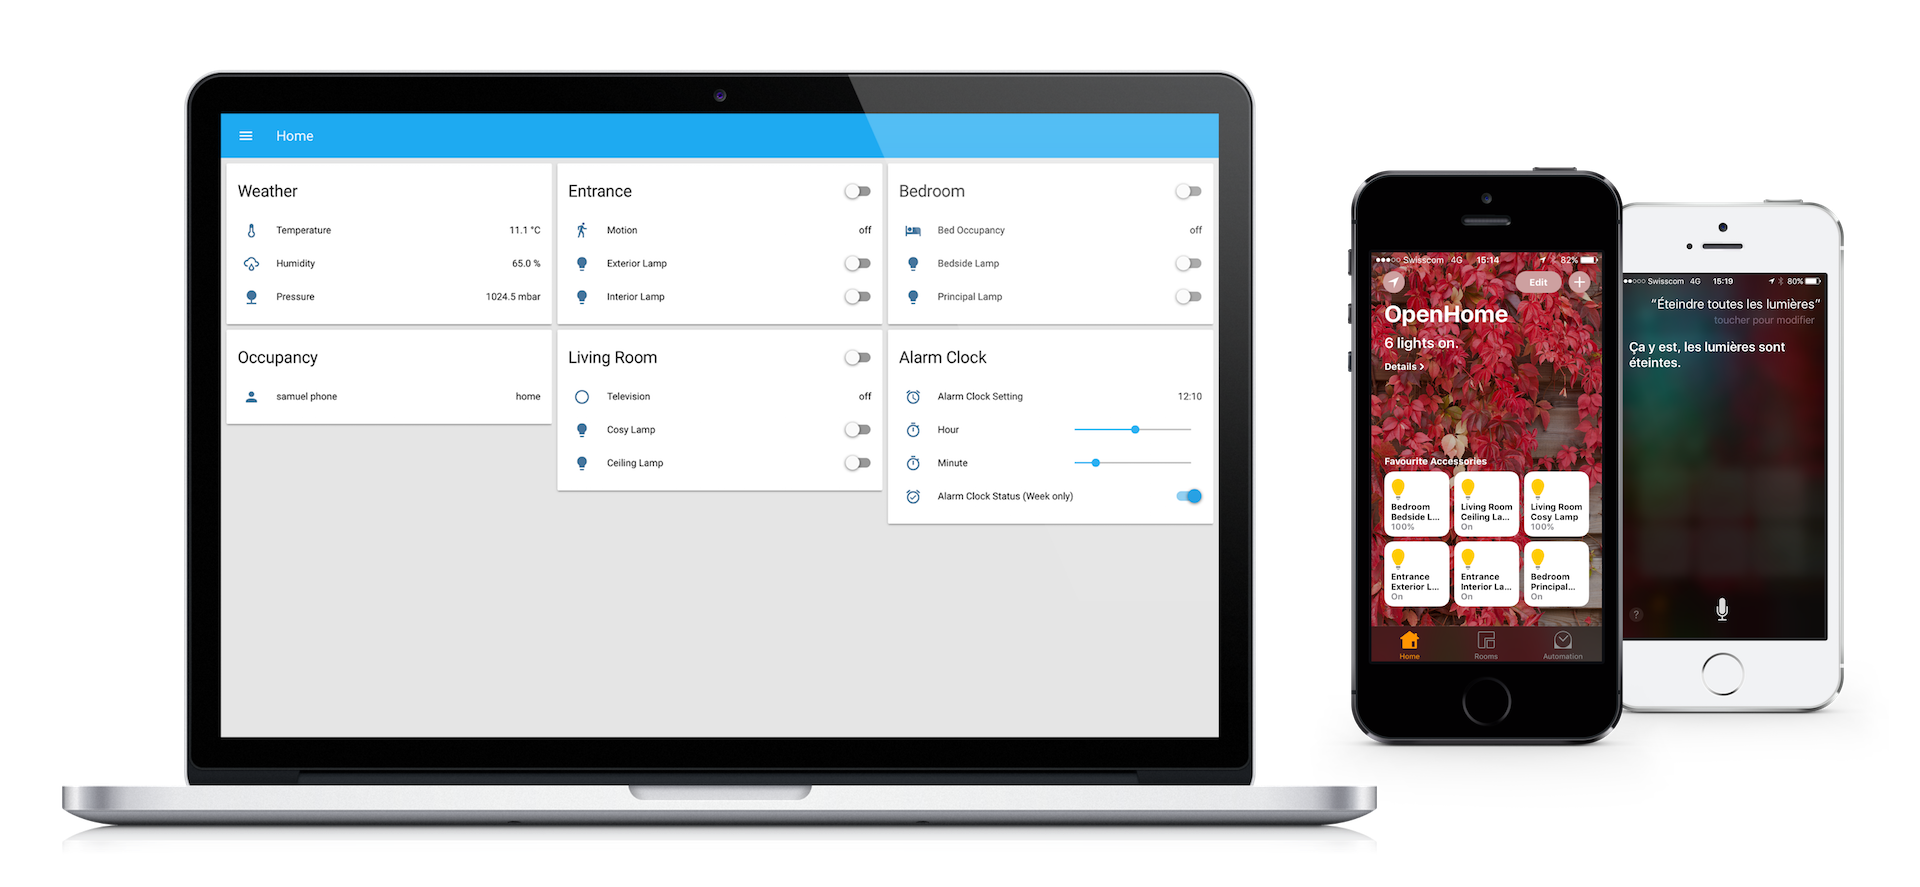 Home
Weather
Temperature 11.1 °C
Humidity 65.0 %
Pressure 1024.5 mbar
Occupancy
samuel phone home
Entrance
Motion off
Exterior Lamp
Interior Lamp
Living Room
Television off
Cosy Lamp
Ceiling Lamp
Bedroom
Bed Occupancy off
Bedside Lamp
Principal Lamp
Alarm Clock
Alarm Clock Setting 12:10
Hour
Minute
Alarm Clock Status (Week only)
Swisscom 4G 15:14 82%
Edit
OpenHome
6 lights on.
Details >
Favourite Accessories
Bedroom
Bedside L...
100%
Living Room
Ceiling La...
On
Living Room
Cosy Lamp
100%
Entrance
Exterior L...
On
Entrance
Interior La...
On
Bedroom
Principal...
On
Home Rooms Automation
Swisscom 4G 15:19 80%
“Éteindre toutes les lumières”
toucher pour modifier
Ça y est, les lumières sont
éteintes.
?